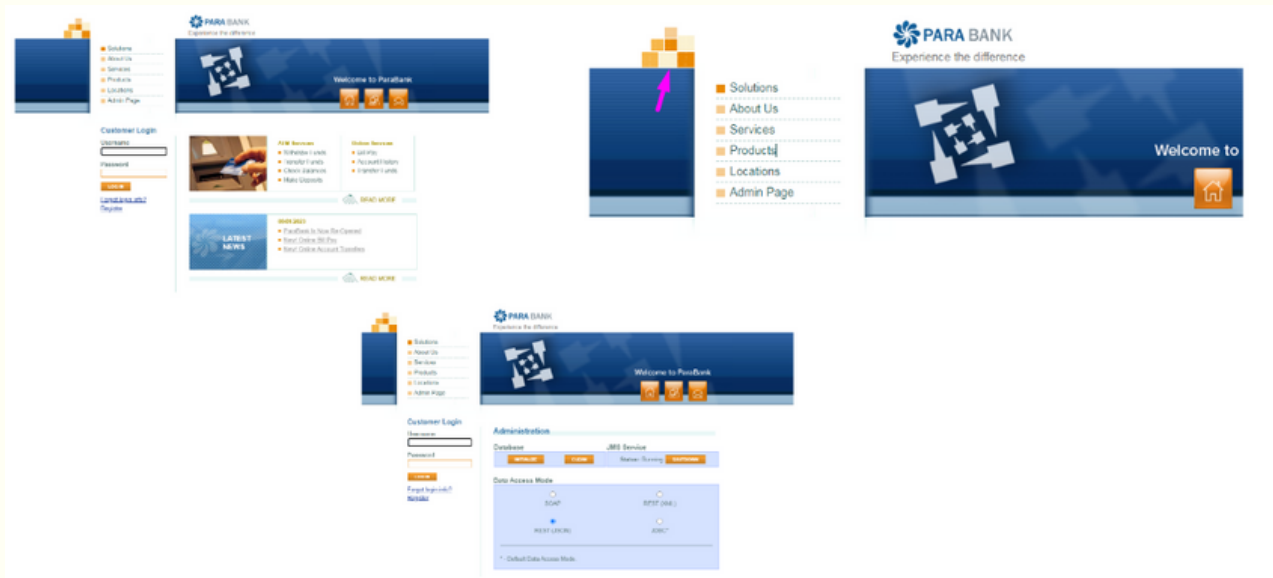 PARA BANK
Experience the difference
Solutions
About Us
Services
Products
Locations
Admin Page
Welcome to ParaBank
Customer Login
Username
Password
LOG IN
Forgot login info?
Register
ATM Services
Withdraw Funds
Transfer Funds
Check Balances
Make Deposits
Online Services
Bill Pay
Account History
Transfer Funds
READ MORE
LATEST
NEWS
ParaBank Is Now Re-Opened
New! Online Bill Pay
New! Online Account Transfers
READ MORE
PARA BANK
Experience the difference
Solutions
About Us
Services
Products
Locations
Admin Page
Welcome to
PARA BANK
Experience the difference
Solutions
About Us
Services
Products
Locations
Admin Page
Welcome to ParaBank
Customer Login
Username
Password
LOG IN
Forgot login info?
Register
Administration
Database
INITIALIZE
CLEAN
JMS Service
Status: Running
SHUTDOWN
Data Access Mode
SOAP
REST (XML)
REST (JSON)
JDBC*
* - Default Data Access Mode